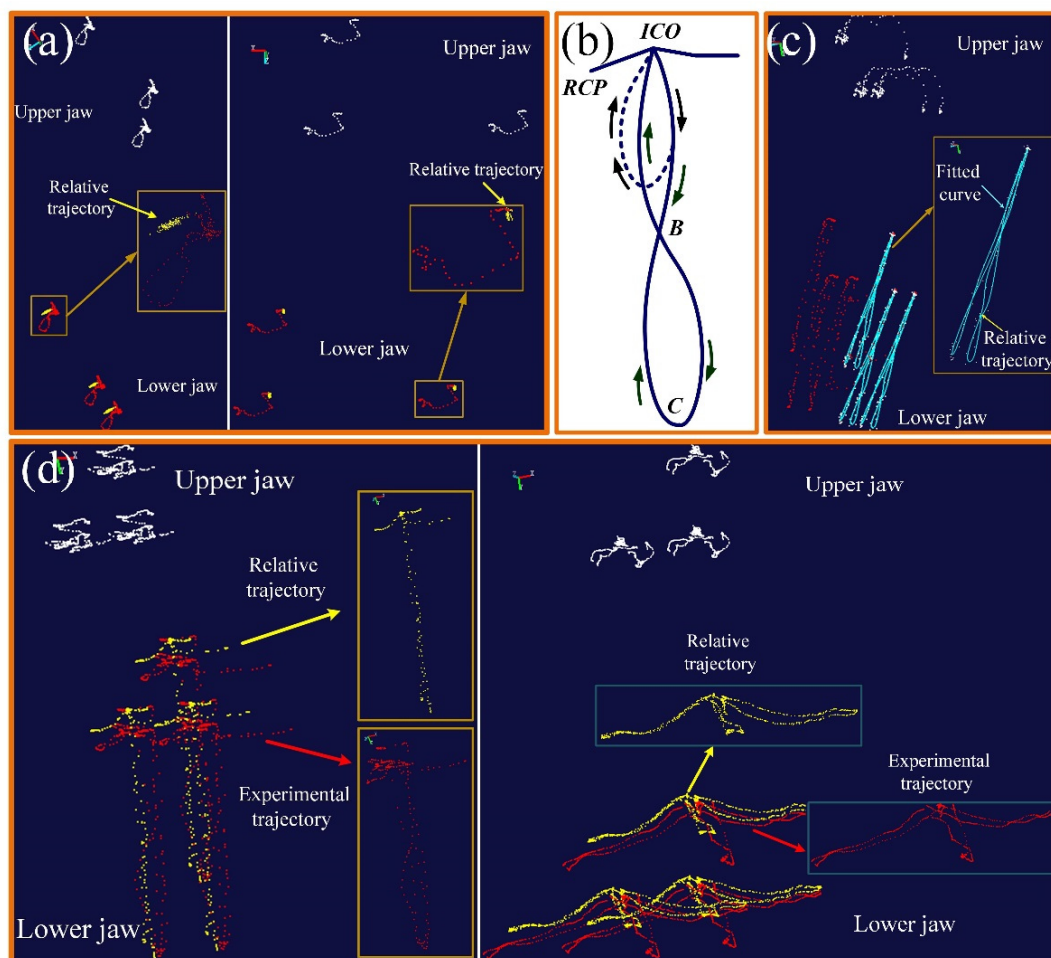 (a)
Upper jaw
Relative
trajectory
Lower jaw
Upper jaw
Relative trajectory
Lower jaw
(b)
ICO
RCP
B
C
(c)
Upper jaw
Fitted
curve
Relative
trajectory
Lower jaw
(d)
Upper jaw
Relative
trajectory
Experimental
trajectory
Lower jaw
Upper jaw
Relative
trajectory
Experimental
trajectory
Lower jaw